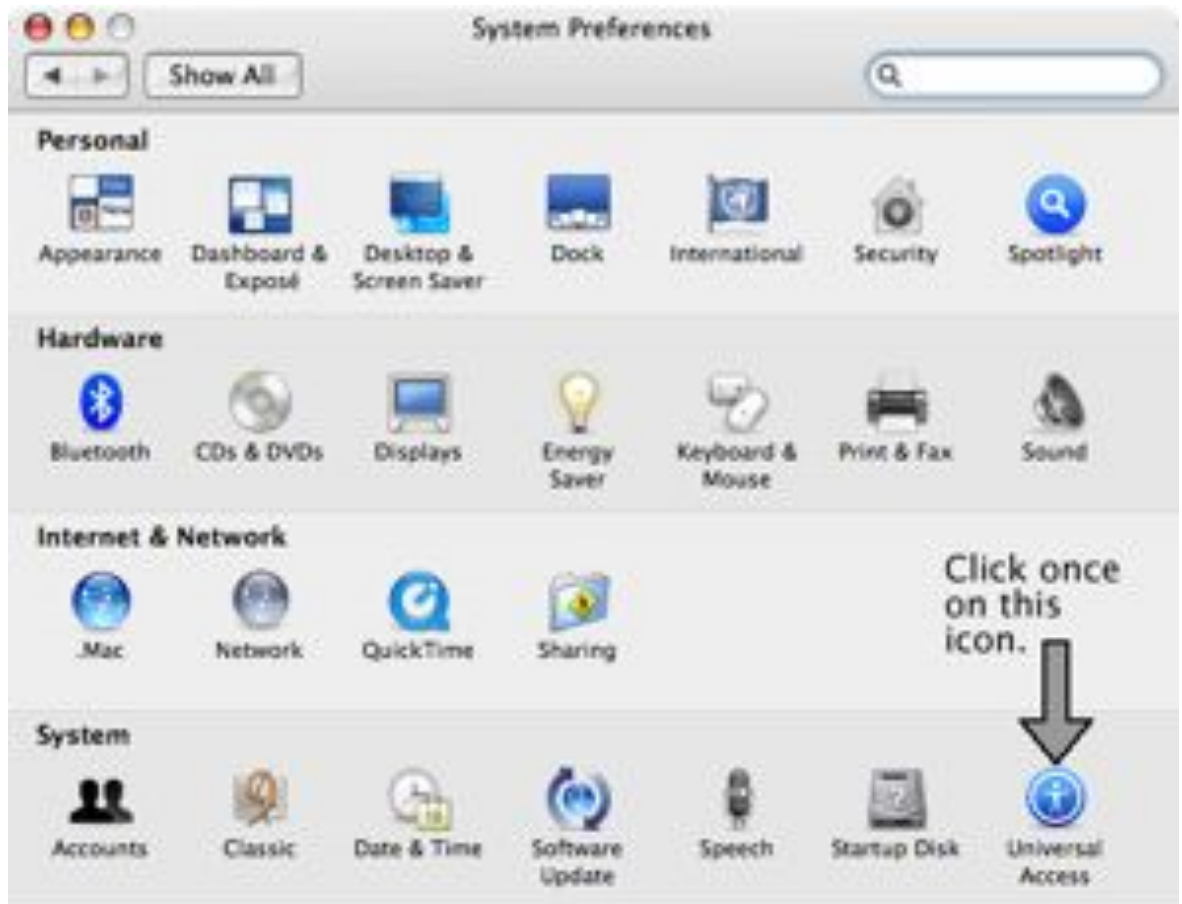 System Preferences
Show All
Personal
Appearance
Dashboard &
Exposé
Desktop &
Screen Saver
Dock
International
Security
Spotlight
Hardware
Bluetooth
CDs & DVDs
Displays
Energy
Saver
Keyboard &
Mouse
Print & Fax
Sound
Internet & Network
.Mac
Network
QuickTime
Sharing
Click once
on this
icon.
System
Accounts
Classic
Date & Time
Software
Update
Speech
Startup Disk
Universal
Access